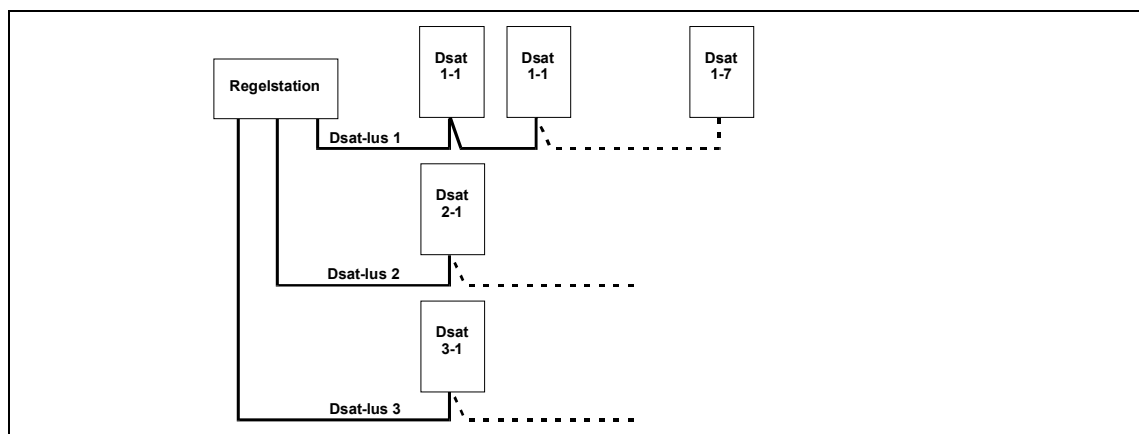 Dsat
1-1
Dsat
1-1
Dsat
1-7
Regelstation
Dsat-lus 1
Dsat
2-1
Dsat-lus 2
Dsat
3-1
Dsat-lus 3